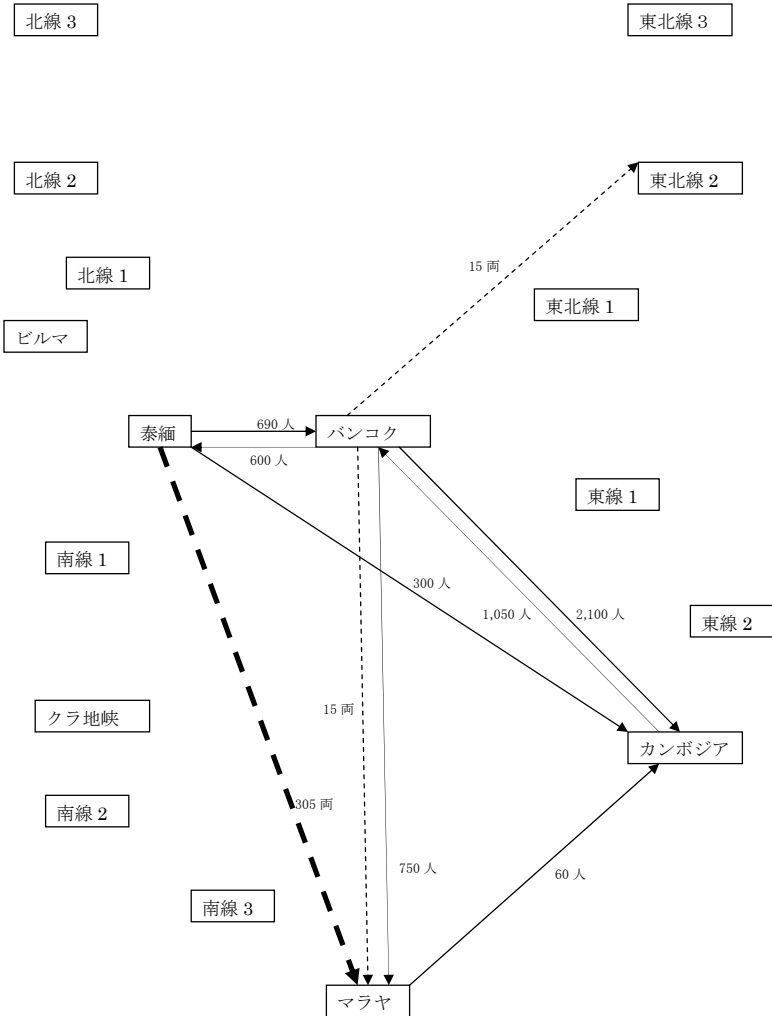 北線 3
東北線 3
北線 2
東北線 2
北線 1
15 両
東北線 1
ビルマ
泰緬
690 人
バンコク
600 人
東線 1
南線 1
300 人
1,050 人
2,100 人
東線 2
クラ地峡
15 両
カンボジア
南線 2
305 両
750 人
60 人
南線 3
マラヤ